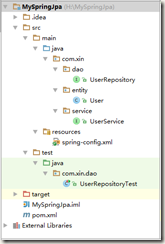 MySpringJpa (H:\MySpringJpa)
.idea
src
main
java
com.xin
dao
UserRepository
entity
User
service
UserService
resources
spring-config.xml
test
java
com.xin.dao
UserRepositoryTest
target
MySpringJpa.iml
pom.xml
External Libraries